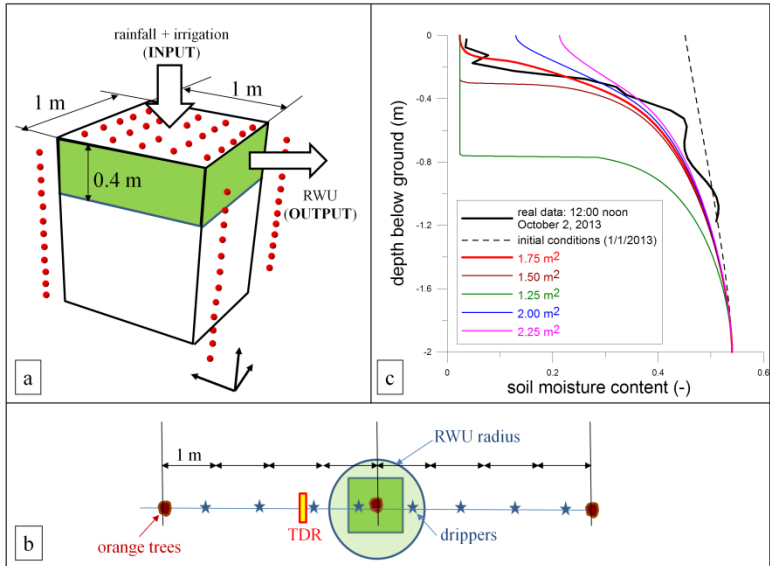 a
rainfall + irrigation
(INPUT)
1 m
1 m
0.4 m
RWU
(OUTPUT)
c
0
-0.4
-0.8
-1.2
-1.6
-2
depth below ground (m)
0
0.2
0.4
0.6
soil moisture content (-)
real data: 12:00 noon
October 2, 2013
initial conditions (1/1/2013)
1.75 m²
1.50 m²
1.25 m²
2.00 m²
2.25 m²
b
1 m
RWU radius
TDR
orange trees
drippers